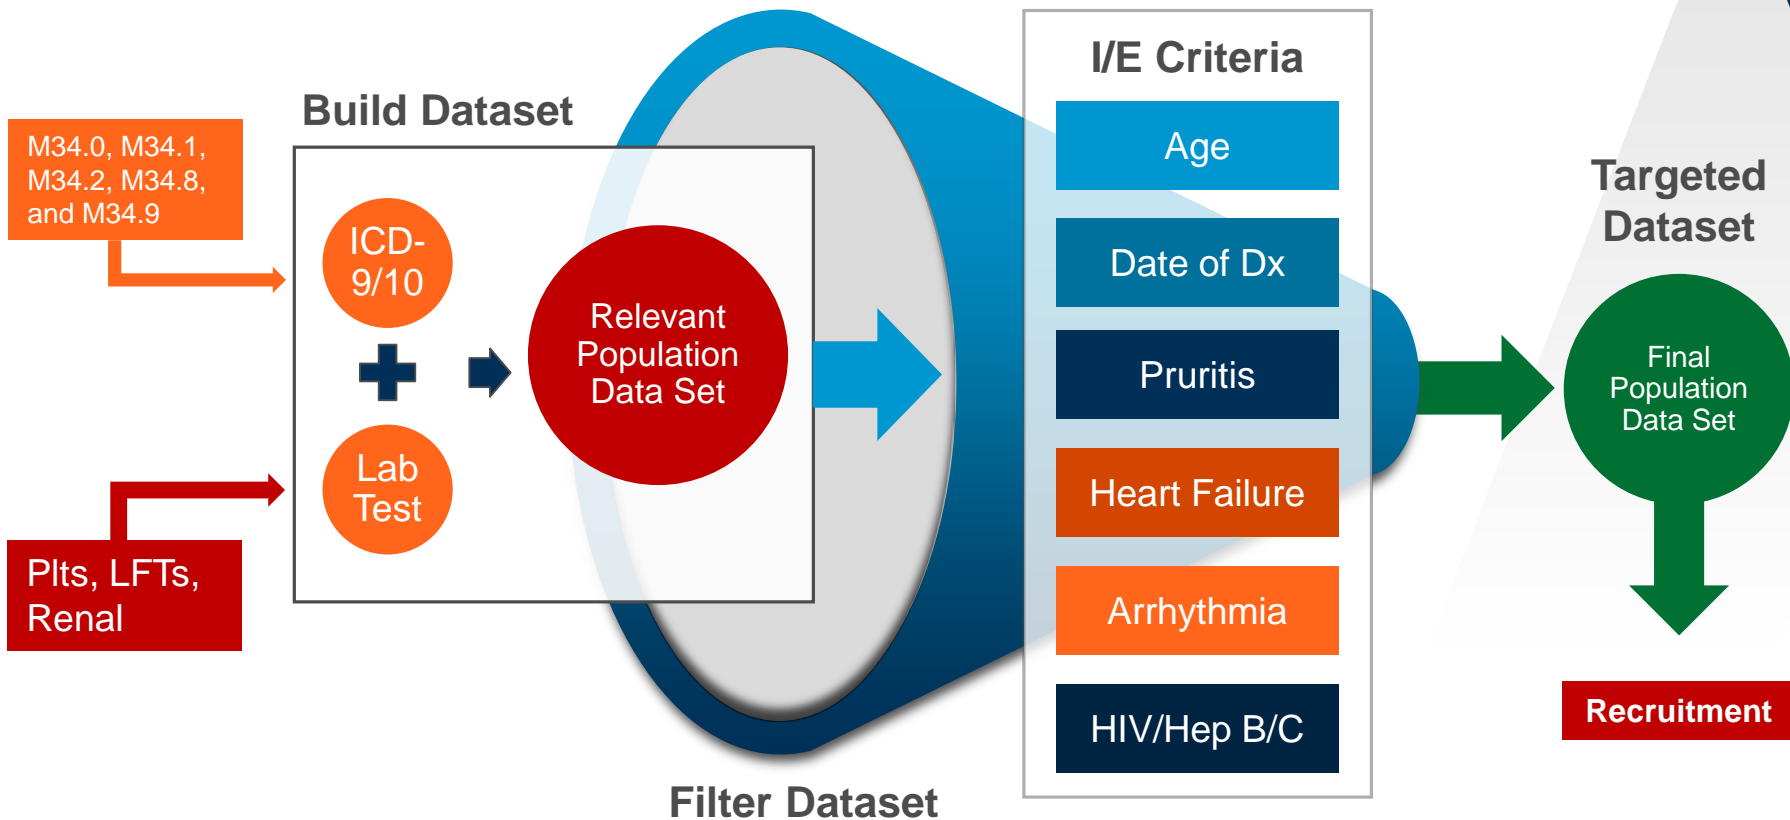 Build Dataset
M34.0, M34.1,
M34.2, M34.8,
and M34.9
ICD-
9/10
Lab
Test
Plts, LFTs,
Renal
Relevant
Population
Data Set
Filter Dataset
I/E Criteria
Age
Date of Dx
Pruritis
Heart Failure
Arrhythmia
HIV/Hep B/C
Targeted
Dataset
Final
Population
Data Set
Recruitment